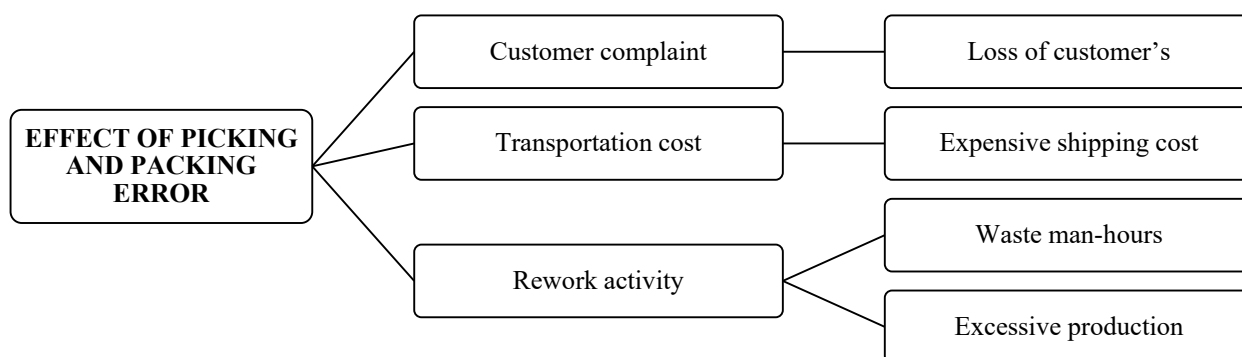 Customer complaint
Loss of customer’s
EFFECT OF PICKING
AND PACKING
ERROR
Transportation cost
Expensive shipping cost
Rework activity
Waste man-hours
Excessive production